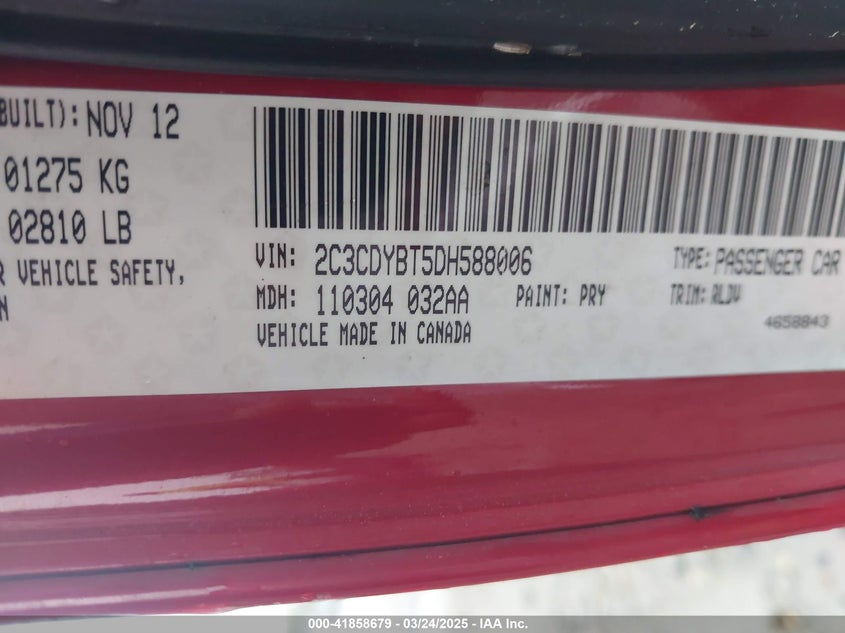 BUILT): NOV 12
01275 KG
02810 LB
R VEHICLE SAFETY,
N
VIN: 2C3CDYBT5DH588006
TYPE: PASSENGER CAR
MDH: 110304 032AA
PAINT: PRY
TRIM: RLDV
VEHICLE MADE IN CANADA
4658843
000-41858679 - 03/24/2025 - IAA Inc.